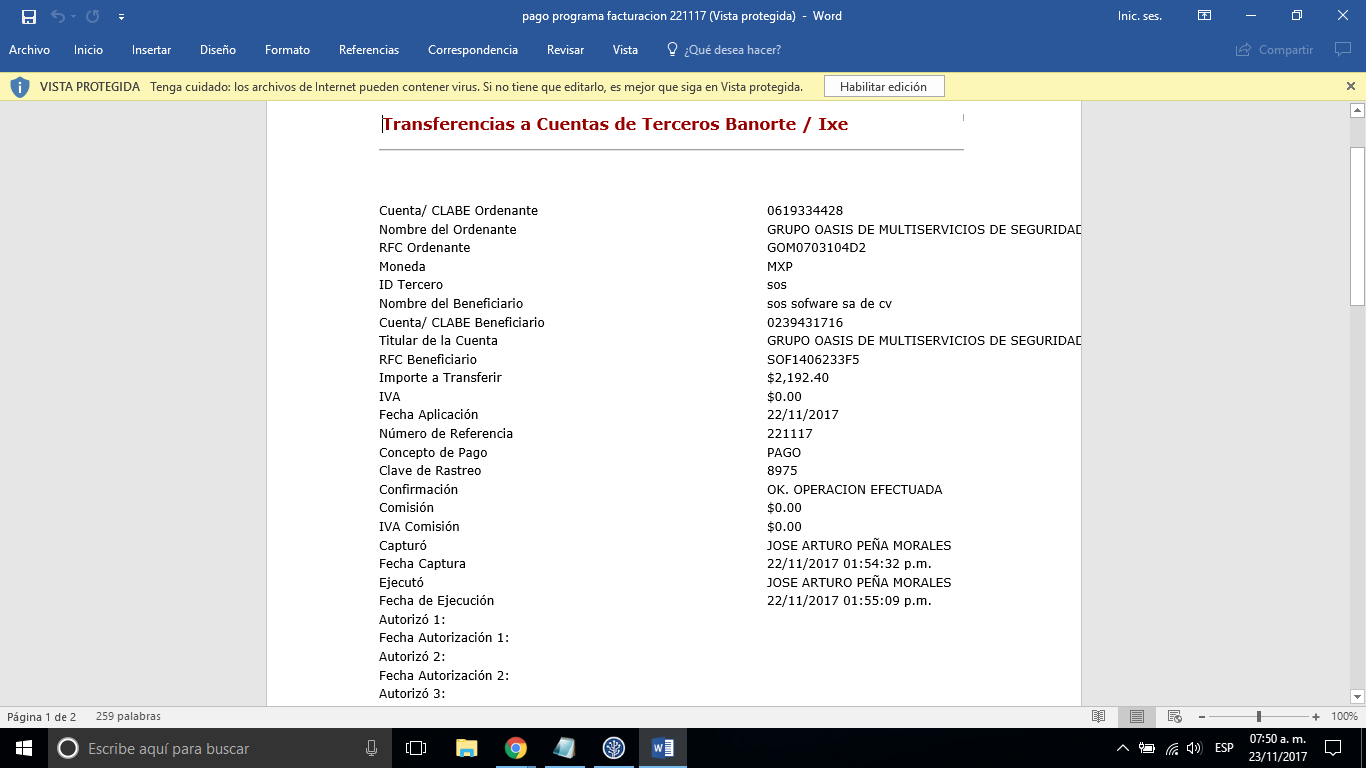 pago programa facturacion 221117 (Vista protegida) - Word
Inic. ses.
Archivo Inicio Insertar Diseño Formato Referencias Correspondencia Revisar Vista ¿Qué desea hacer? Compartir
VISTA PROTEGIDA Tenga cuidado: los archivos de Internet pueden contener virus. Si no tiene que editarlo, es mejor que siga en Vista protegida. Habilitar edición
Transferencias a Cuentas de Terceros Banorte / Ixe
Cuenta/ CLABE Ordenante 0619334428
Nombre del Ordenante GRUPO OASIS DE MULTISERVICIOS DE SEGURIDAD
RFC Ordenante GOM0703104D2
Moneda MXP
ID Tercero sos
Nombre del Beneficiario sos sofware sa de cv
Cuenta/ CLABE Beneficiario 0239431716
Titular de la Cuenta GRUPO OASIS DE MULTISERVICIOS DE SEGURIDAD
RFC Beneficiario SOF1406233F5
Importe a Transferir $2,192.40
IVA $0.00
Fecha Aplicación 22/11/2017
Número de Referencia 221117
Concepto de Pago PAGO
Clave de Rastreo 8975
Confirmación OK. OPERACION EFECTUADA
Comisión $0.00
IVA Comisión $0.00
Capturó JOSE ARTURO PEÑA MORALES
Fecha Captura 22/11/2017 01:54:32 p.m.
Ejecutó JOSE ARTURO PEÑA MORALES
Fecha de Ejecución 22/11/2017 01:55:09 p.m.
Autorizó 1:
Fecha Autorización 1:
Autorizó 2:
Fecha Autorización 2:
Autorizó 3:
Página 1 de 2 259 palabras 100%
Escribe aquí para buscar
ESP
07:50 a. m.
23/11/2017